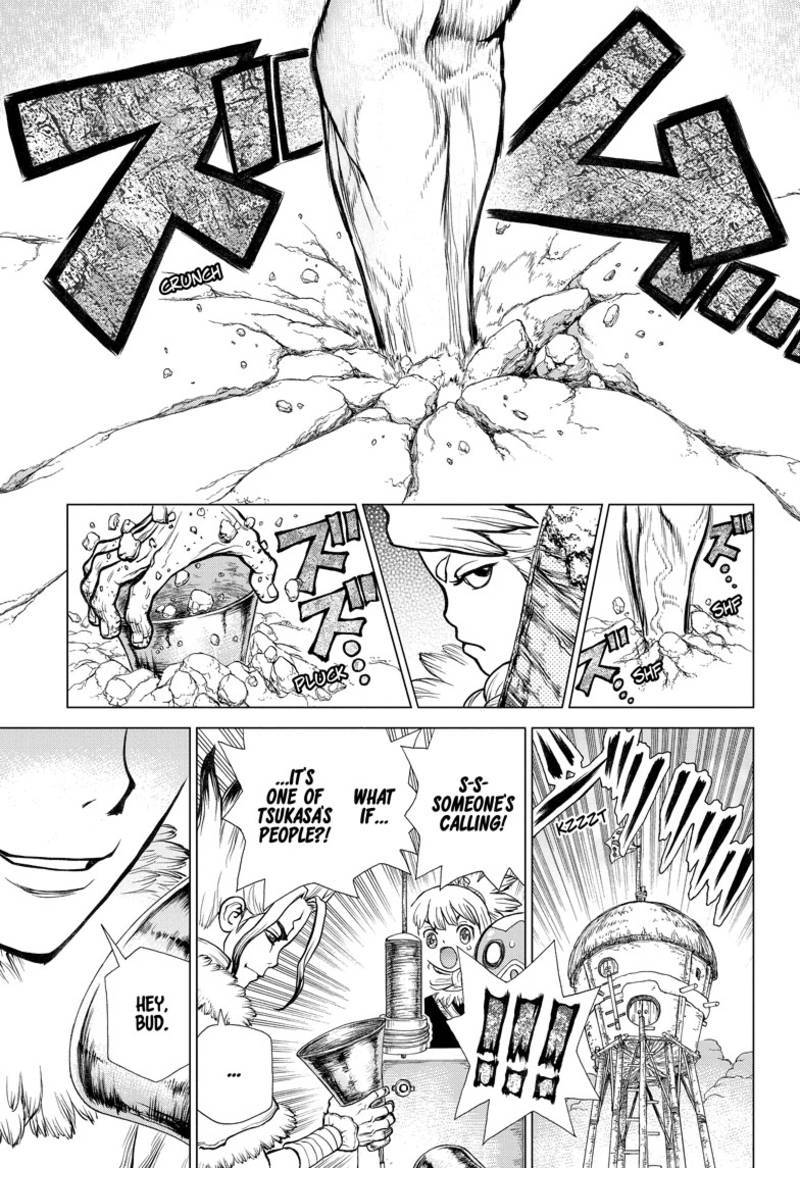 ズズ
ム...
CRUNCH
ズ
SHF
ズ...
SHF
ズ
ズ...
PLUCK
KZZZT
S-S-
SOMEONE'S
CALLING!
!!!
WHAT
IF...
...IT'S
ONE OF
TSUKASA'S
PEOPLE?!
...
HEY,
BUD.